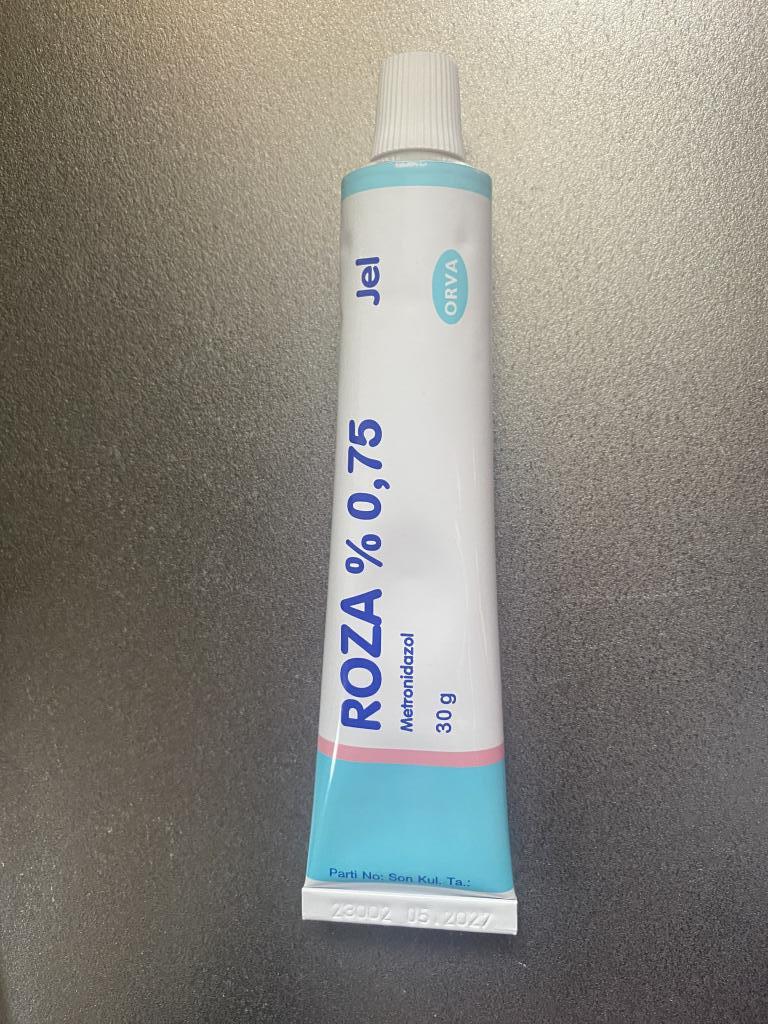 ROZA % 0,75 Jel
Metronidazol
30 g
ORVA
Parti No: Son Kul. Ta.:
23002 05.2027